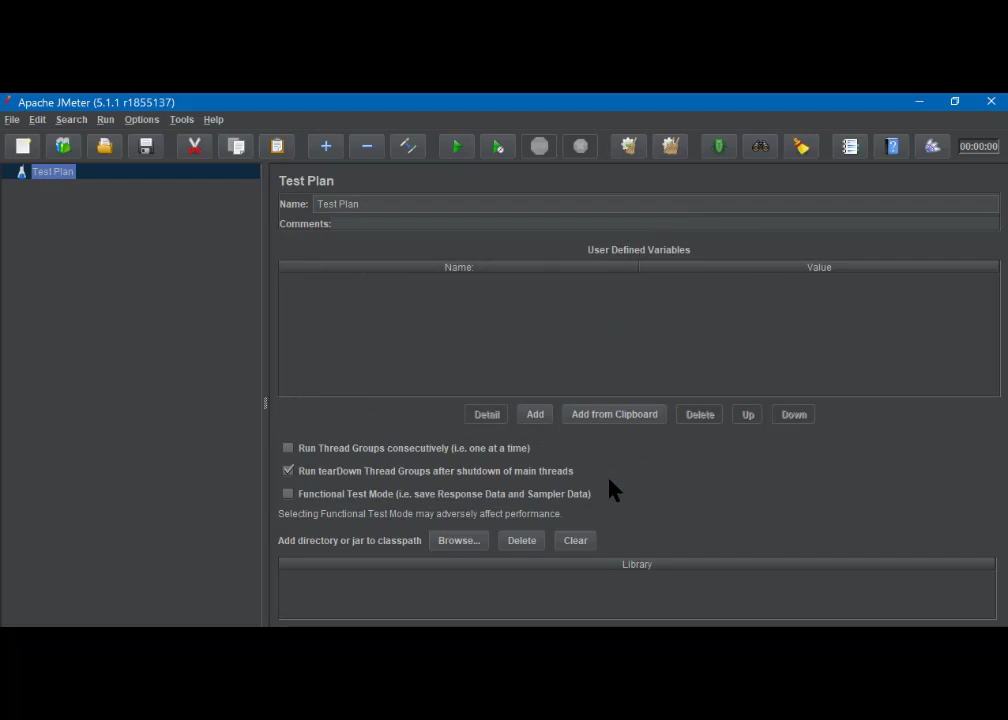 Apache JMeter (5.1.1 r1855137)
File Edit Search Run Options Tools Help
00:00:00
Test Plan
Test Plan
Name: Test Plan
Comments:
User Defined Variables
Name: Value
Detail Add Add from Clipboard Delete Up Down
Run Thread Groups consecutively (i.e. one at a time)
Run tearDown Thread Groups after shutdown of main threads
Functional Test Mode (i.e. save Response Data and Sampler Data)
Selecting Functional Test Mode may adversely affect performance.
Add directory or jar to classpath Browse... Delete Clear
Library